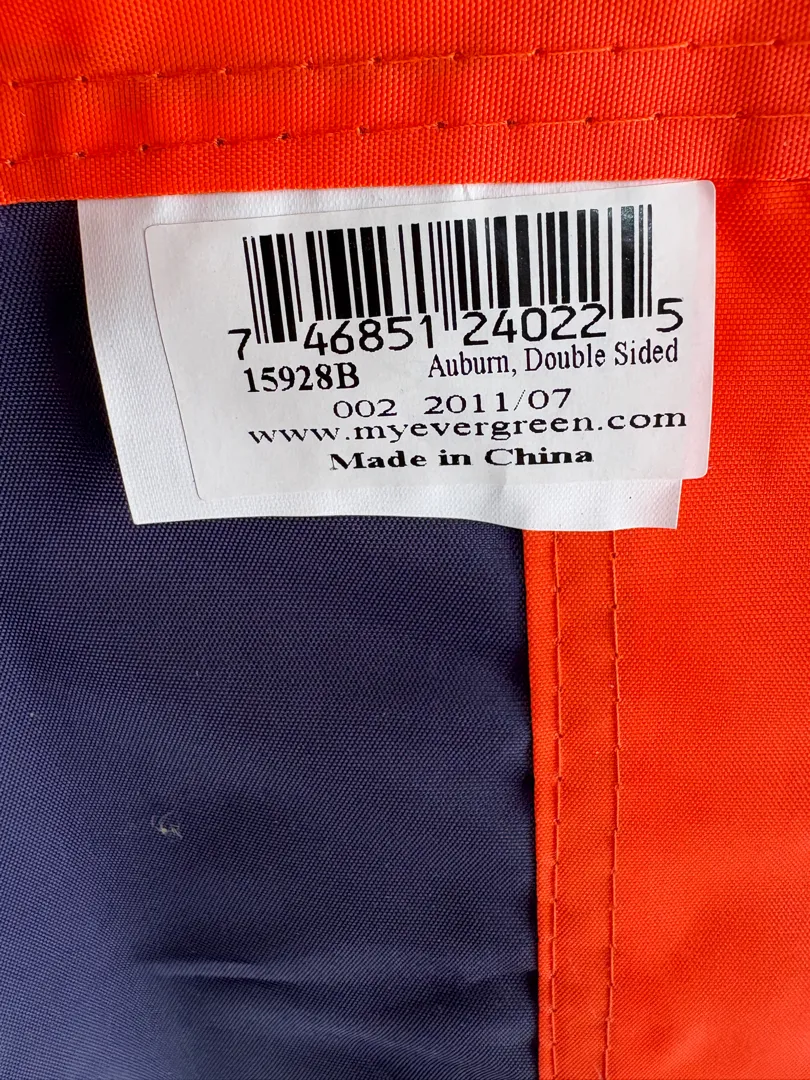 7 46851 24022 5
15928B Auburn, Double Sided
002 2011/07
www.myevergreen.com
Made in China